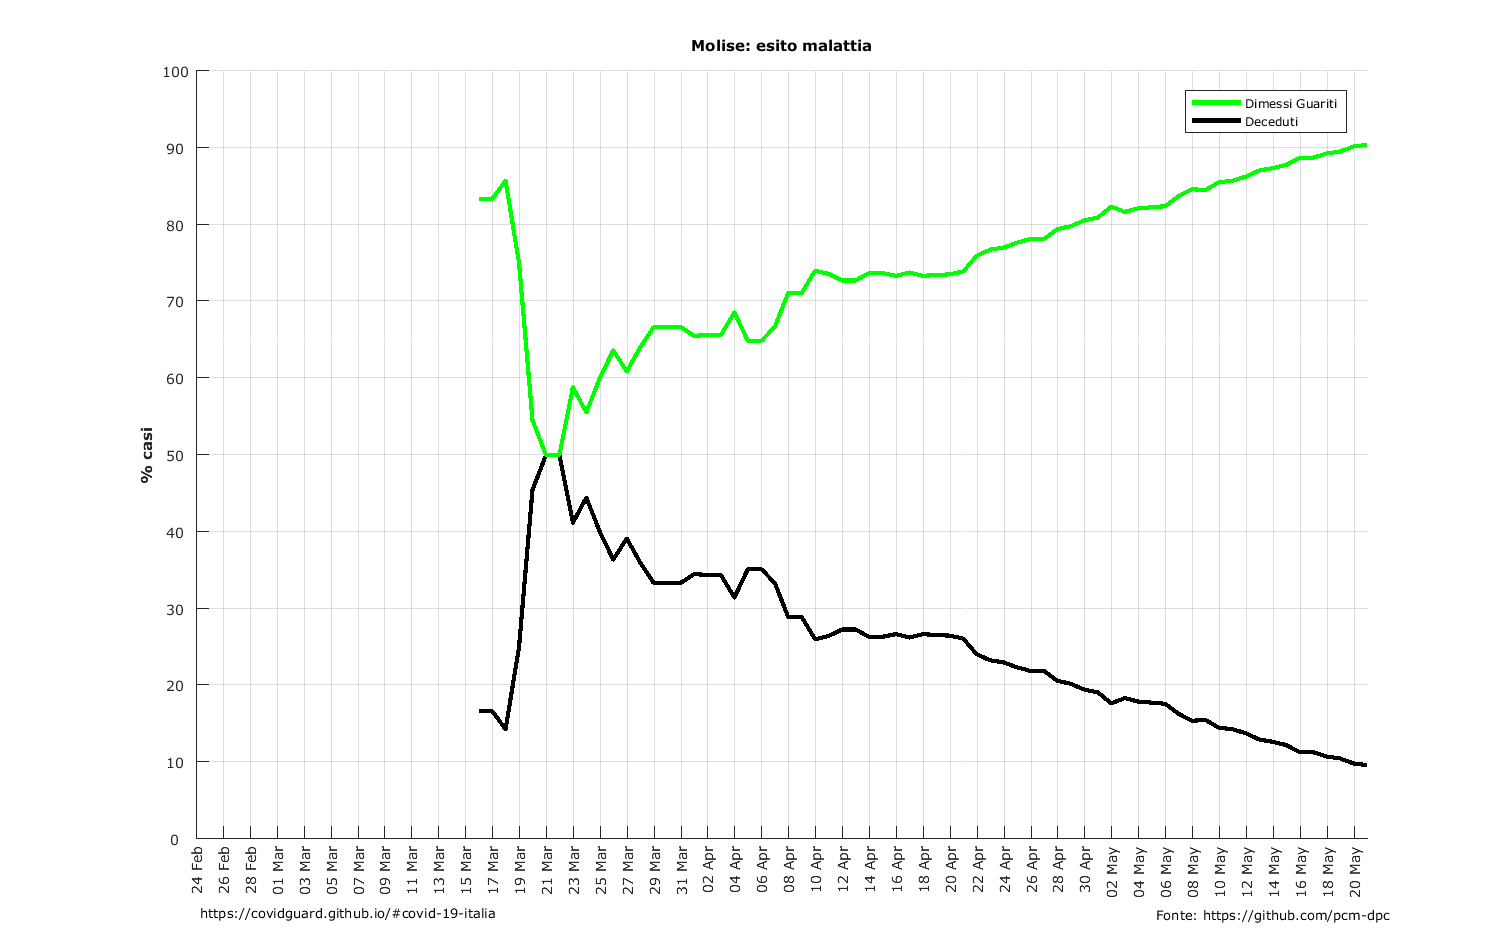 Molise: esito malattia
100
90
80
70
60
50
40
30
20
10
0
% casi
Dimessi Guariti
Deceduti
24 Feb
26 Feb
28 Feb
01 Mar
03 Mar
05 Mar
07 Mar
09 Mar
11 Mar
13 Mar
15 Mar
17 Mar
19 Mar
21 Mar
23 Mar
25 Mar
27 Mar
29 Mar
31 Mar
02 Apr
04 Apr
06 Apr
08 Apr
10 Apr
12 Apr
14 Apr
16 Apr
18 Apr
20 Apr
22 Apr
24 Apr
26 Apr
28 Apr
30 Apr
02 May
04 May
06 May
08 May
10 May
12 May
14 May
16 May
18 May
20 May
https://covidguard.github.io/#covid-19-italia
Fonte: https://github.com/pcm-dpc